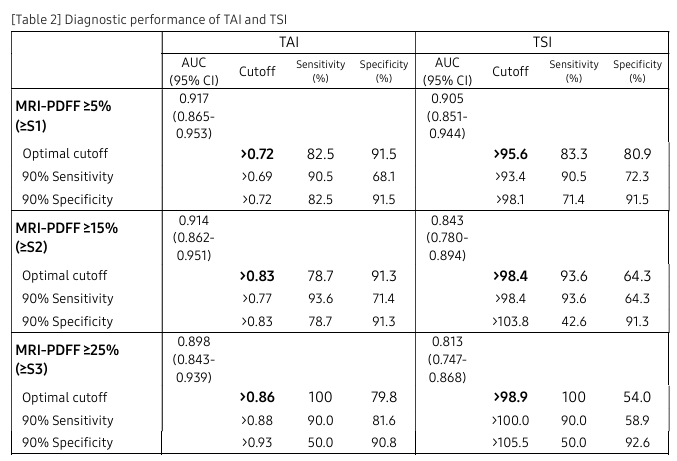 [Table 2] Diagnostic performance of TAI and TSI
TAI TSI
AUC (95% CI) Cutoff Sensitivity (%) Specificity (%) AUC (95% CI) Cutoff Sensitivity (%) Specificity (%)
MRI-PDFF ≥5% (≥S1) 0.917 (0.865-0.953) 0.905 (0.851-0.944)
Optimal cutoff >0.72 82.5 91.5 >95.6 83.3 80.9
90% Sensitivity >0.69 90.5 68.1 >93.4 90.5 72.3
90% Specificity >0.72 82.5 91.5 >98.1 71.4 91.5
MRI-PDFF ≥15% (≥S2) 0.914 (0.862-0.951) 0.843 (0.780-0.894)
Optimal cutoff >0.83 78.7 91.3 >98.4 93.6 64.3
90% Sensitivity >0.77 93.6 71.4 >98.4 93.6 64.3
90% Specificity >0.83 78.7 91.3 >103.8 42.6 91.3
MRI-PDFF ≥25% (≥S3) 0.898 (0.843-0.939) 0.813 (0.747-0.868)
Optimal cutoff >0.86 100 79.8 >98.9 100 54.0
90% Sensitivity >0.88 90.0 81.6 >100.0 90.0 58.9
90% Specificity >0.93 50.0 90.8 >105.5 50.0 92.6